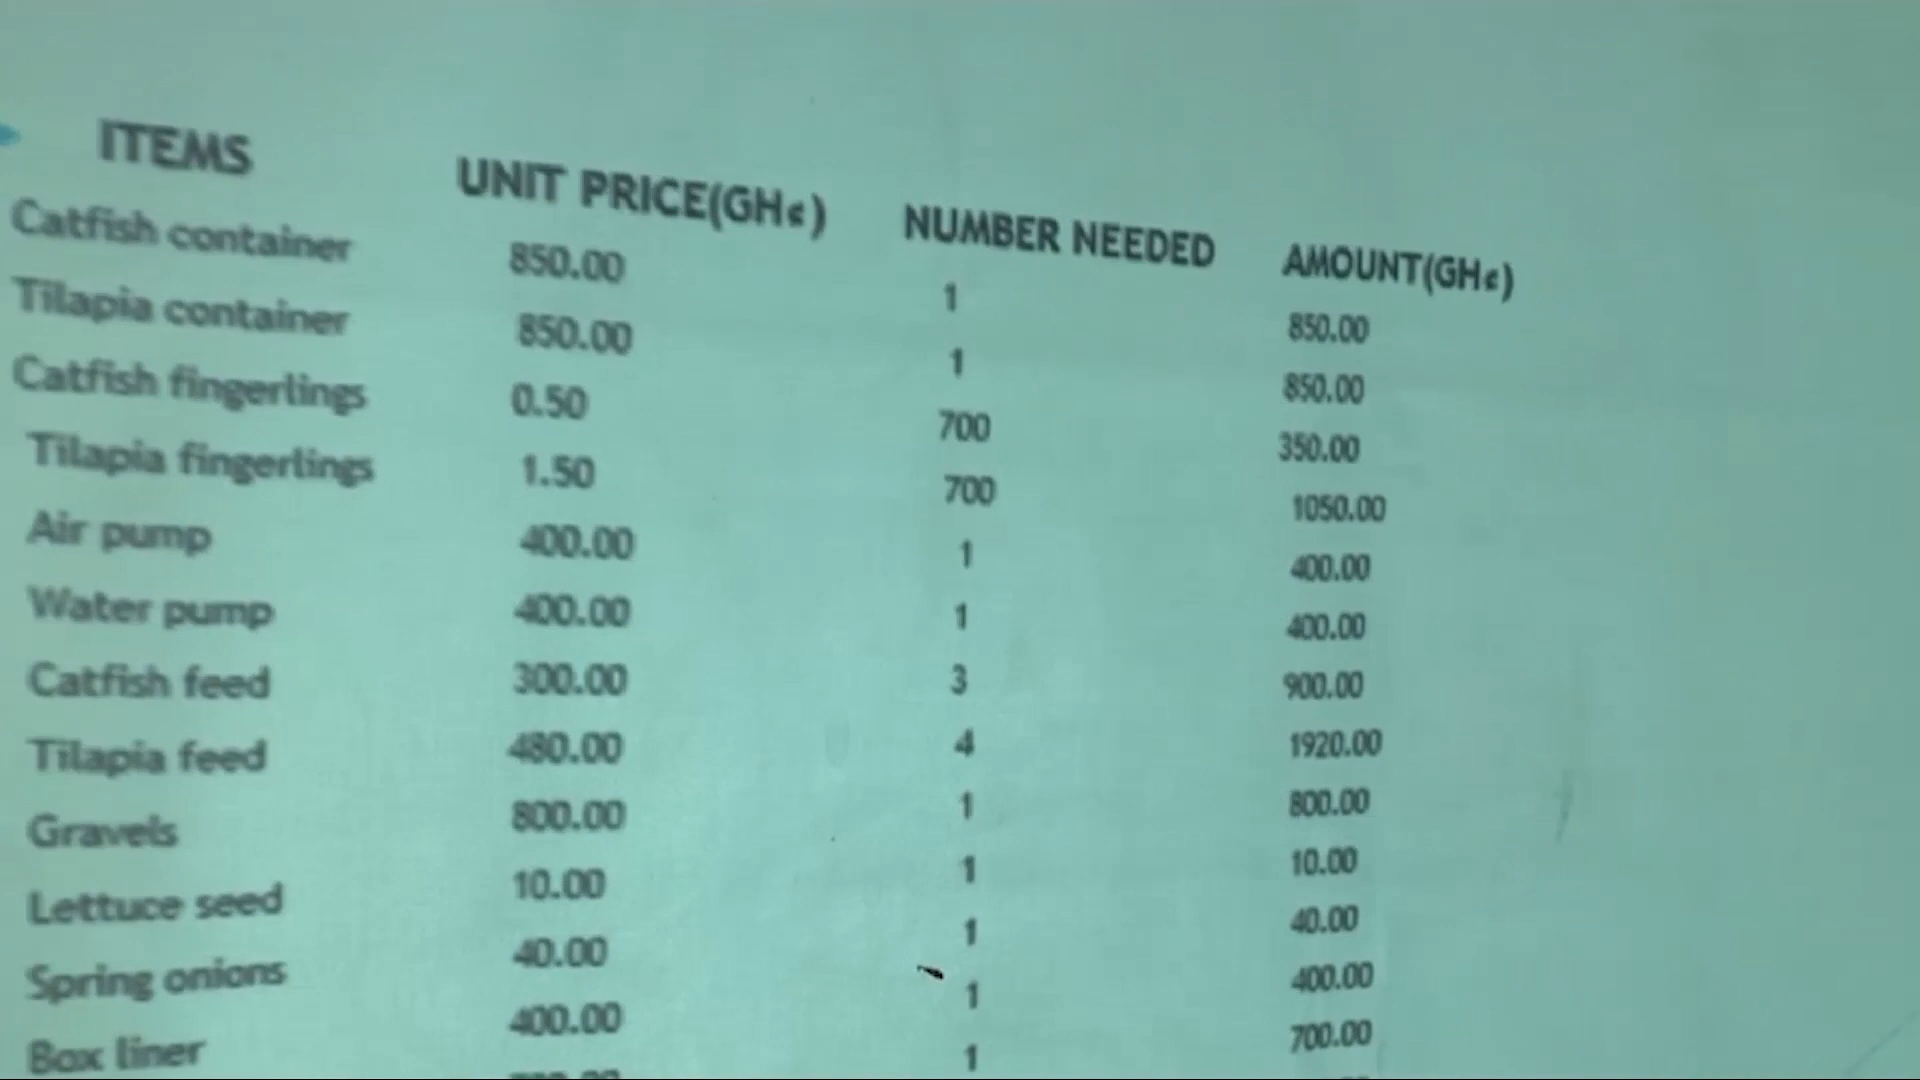 ITEMS UNIT PRICE(GH¢) NUMBER NEEDED AMOUNT(GH¢)
Catfish container 850.00 1 850.00
Tilapia container 850.00 1 850.00
Catfish fingerlings 0.50 700 350.00
Tilapia fingerlings 1.50 700 1050.00
Air pump 400.00 1 400.00
Water pump 400.00 1 400.00
Catfish feed 300.00 3 900.00
Tilapia feed 480.00 4 1920.00
Gravels 800.00 1 800.00
Lettuce seed 10.00 1 10.00
Spring onions 40.00 1 40.00
Box liner 400.00 1 400.00
1 700.00